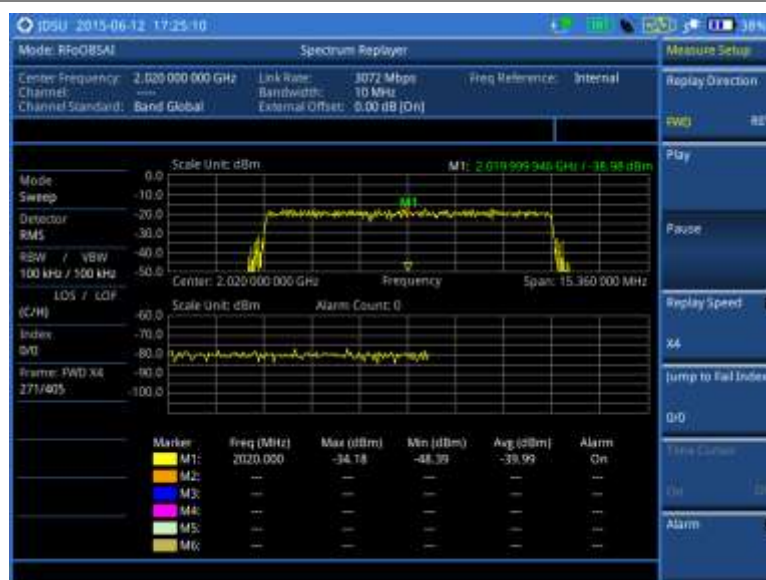 JDSU 2015-06-12 17:25:10
38%
Mode: RFoOBSAI
Spectrum Replayer
Measure Setup
Center Frequency: 2.020 000 000 GHz
Link Rate: 3072 Mbps
Freq Reference: Internal
Channel: ----
Bandwidth: 10 MHz
Channel Standard: Band Global
External Offset: 0.00 dB [On]
Replay Direction
FWD
Play
Pause
Replay Speed
X4
Jump to Fail Index
0/0
Time Cursor
On
Alarm
Mode
Sweep
Detector
RMS
RBW / VBW
100 kHz / 100 kHz
LOS / LOF
(C/H)
Index
0/0
Frame: FWD X4
271/405
Scale Unit: dBm
M1: 2.019 999 946 GHz / -38.98 dBm
0.0
-10.0
-20.0
-30.0
-40.0
-50.0
M1
Center: 2.020 000 000 GHz
Frequency
Span: 15.360 000 MHz
Scale Unit: dBm
Alarm Count: 0
-60.0
-70.0
-80.0
-90.0
-100.0
Marker Freq (MHz) Max (dBm) Min (dBm) Avg (dBm) Alarm
M1: 2020.000 -34.18 -48.39 -39.99 On
M2: --- --- --- --- ---
M3: --- --- --- --- ---
M4: --- --- --- --- ---
M5: --- --- --- --- ---
M6: --- --- --- --- ---